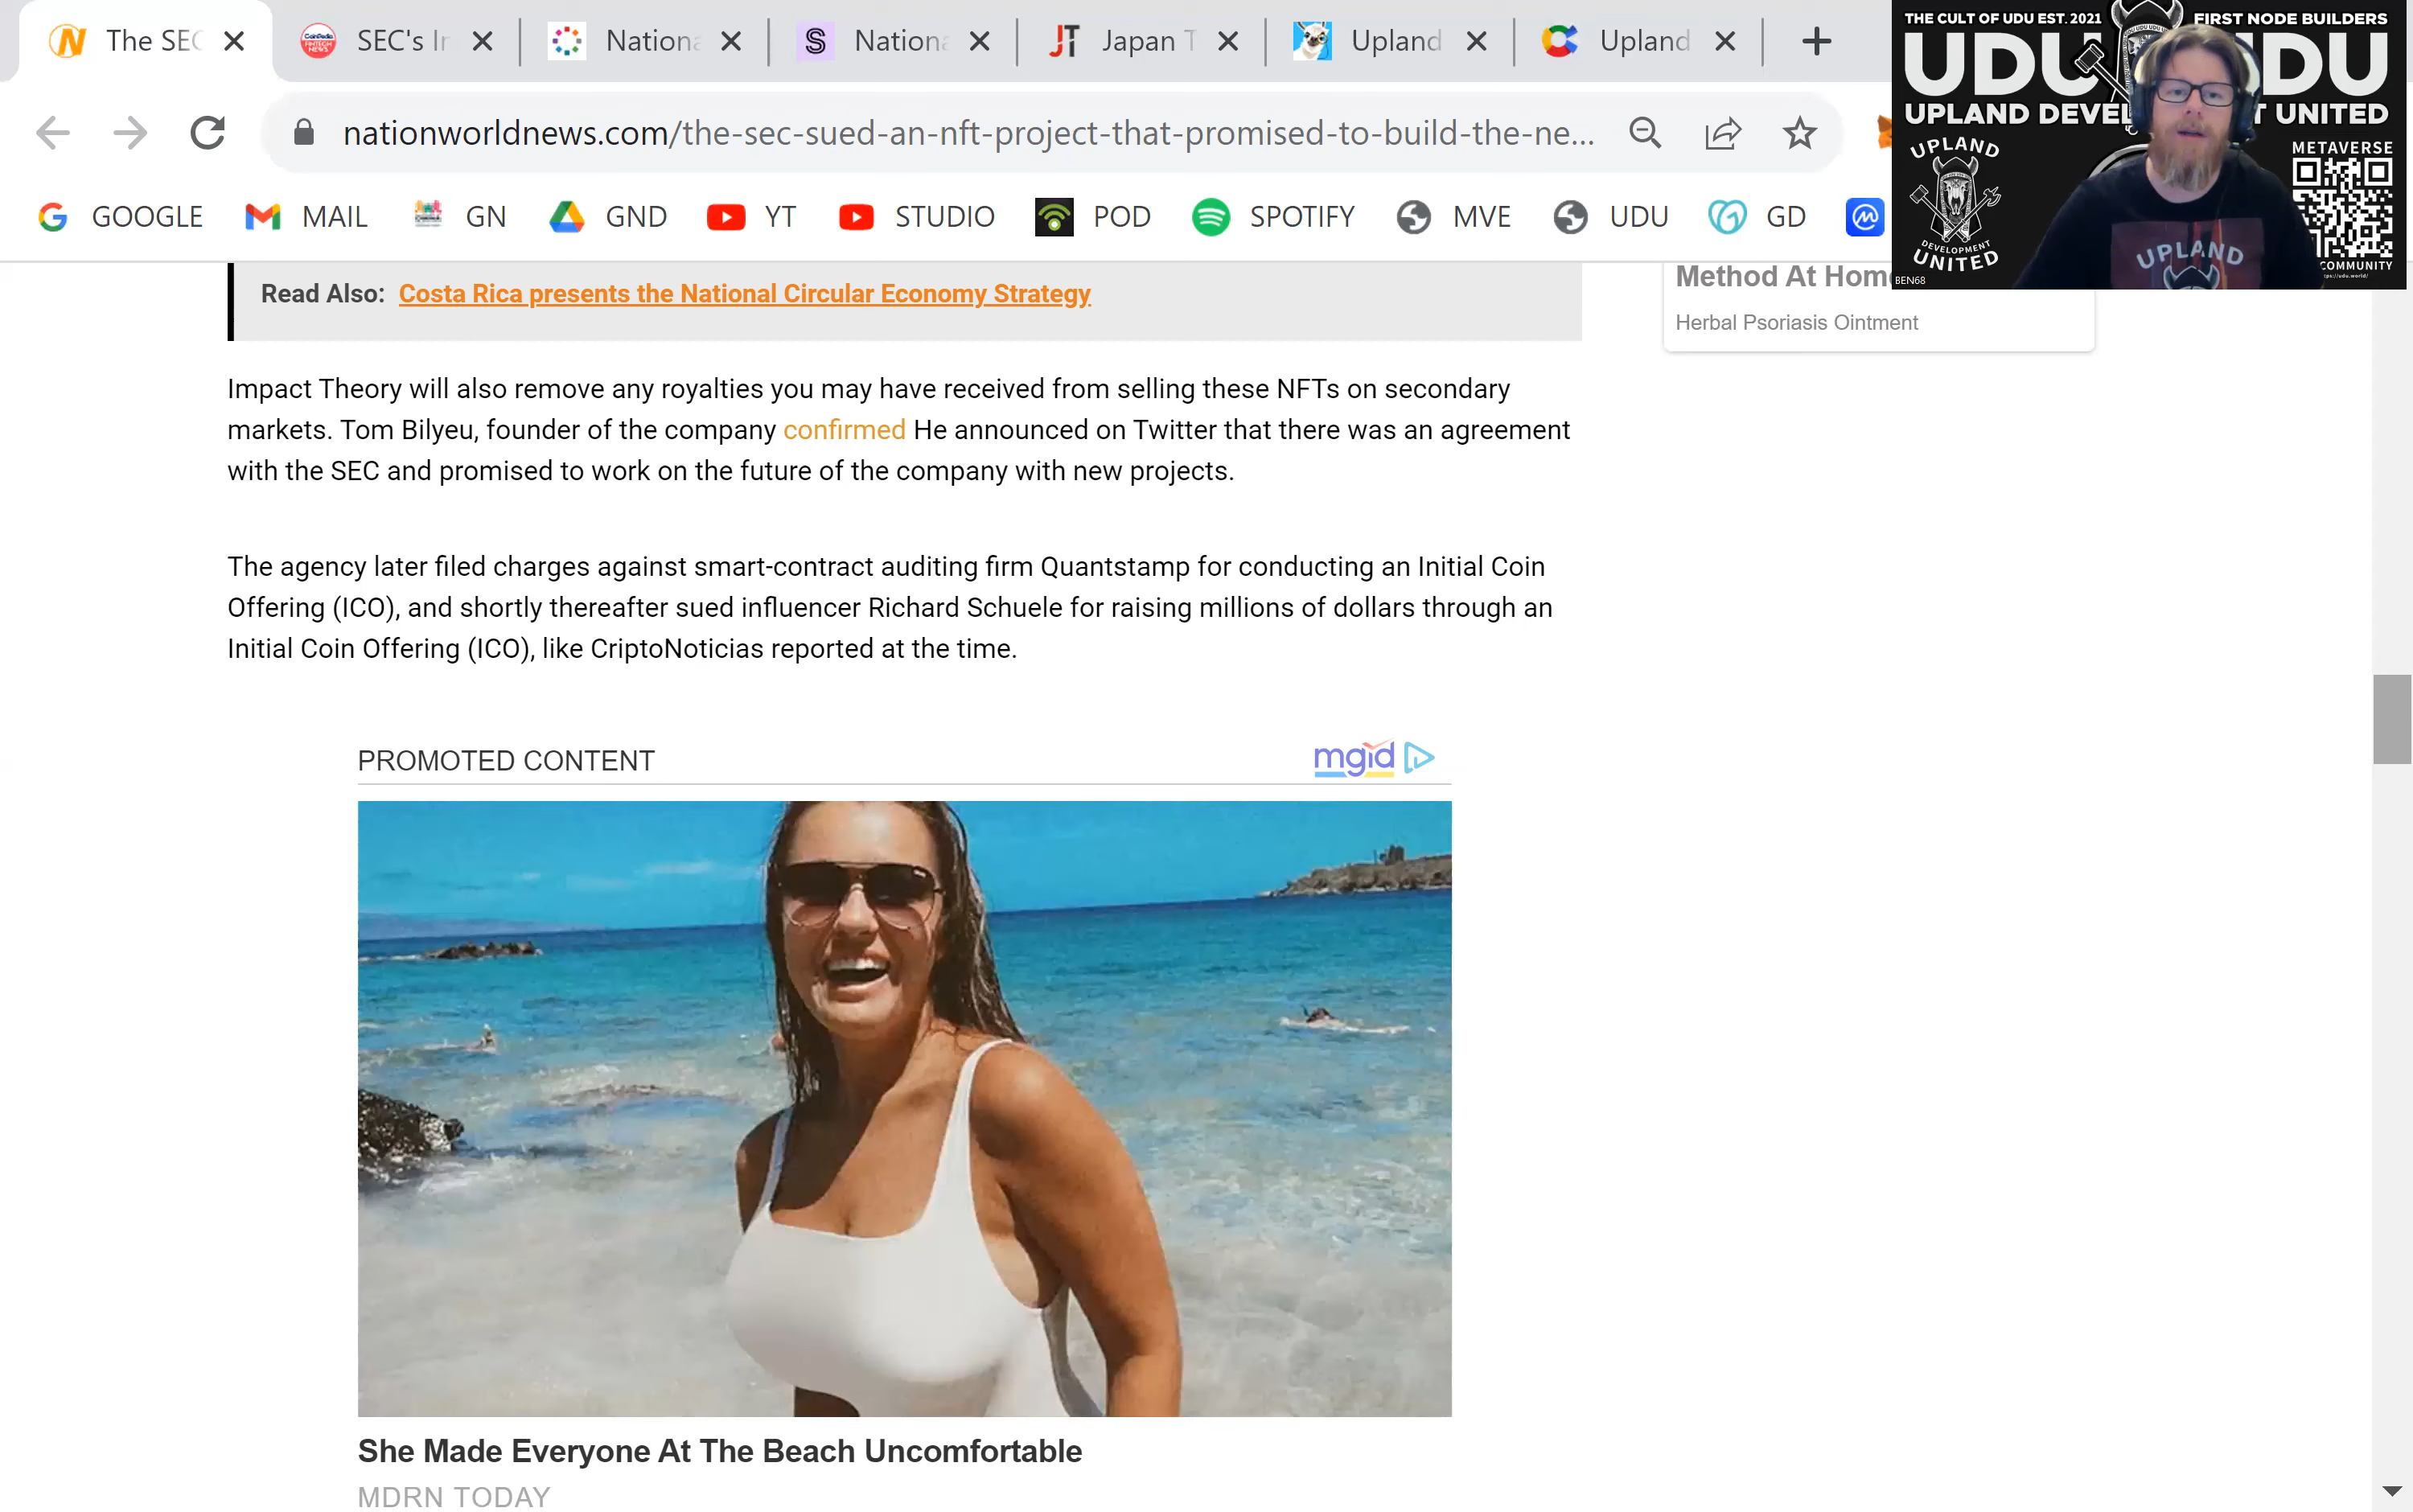 The SEC
SEC's Ir
Nationa
Nationa
Japan T
Upland
Upland
nationworldnews.com/the-sec-sued-an-nft-project-that-promised-to-build-the-ne...
GOOGLE
MAIL
GN
GND
YT
STUDIO
POD
SPOTIFY
MVE
UDU
GD
THE CULT OF UDU EST. 2021
FIRST NODE BUILDERS
UDU
DU
UPLAND DEVEL
T UNITED
UPLAND
DEVELOPMENT
UNITED
BEN68
METAVERSE
COMMUNITY
UPLAND
Read Also: Costa Rica presents the National Circular Economy Strategy
Method At Home
Herbal Psoriasis Ointment
Impact Theory will also remove any royalties you may have received from selling these NFTs on secondary
markets. Tom Bilyeu, founder of the company confirmed He announced on Twitter that there was an agreement
with the SEC and promised to work on the future of the company with new projects.
The agency later filed charges against smart-contract auditing firm Quantstamp for conducting an Initial Coin
Offering (ICO), and shortly thereafter sued influencer Richard Schuele for raising millions of dollars through an
Initial Coin Offering (ICO), like CriptoNoticias reported at the time.
PROMOTED CONTENT
mgid
She Made Everyone At The Beach Uncomfortable
MDRN TODAY